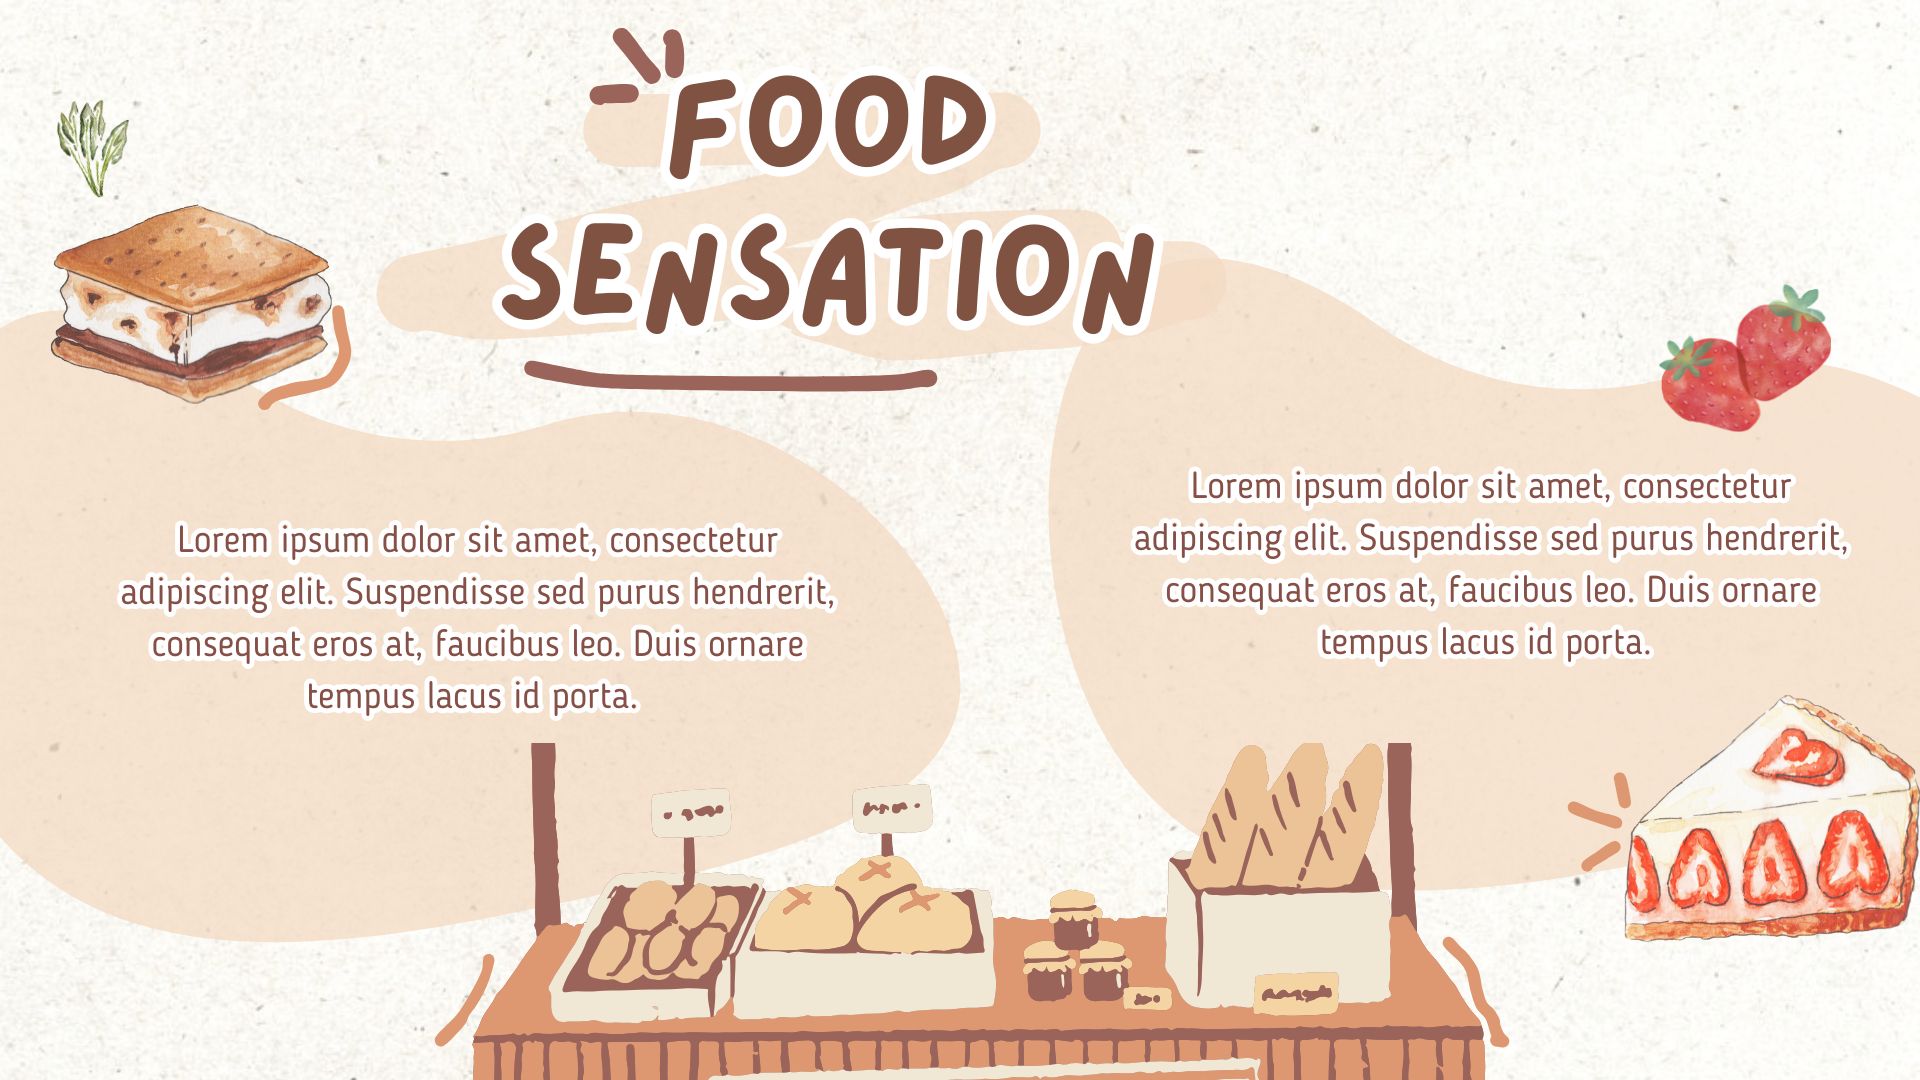 FOOD
SENSATION
Lorem ipsum dolor sit amet, consectetur
adipiscing elit. Suspendisse sed purus hendrerit,
consequat eros at, faucibus leo. Duis ornare
tempus lacus id porta.
Lorem ipsum dolor sit amet, consectetur
adipiscing elit. Suspendisse sed purus hendrerit,
consequat eros at, faucibus leo. Duis ornare
tempus lacus id porta.